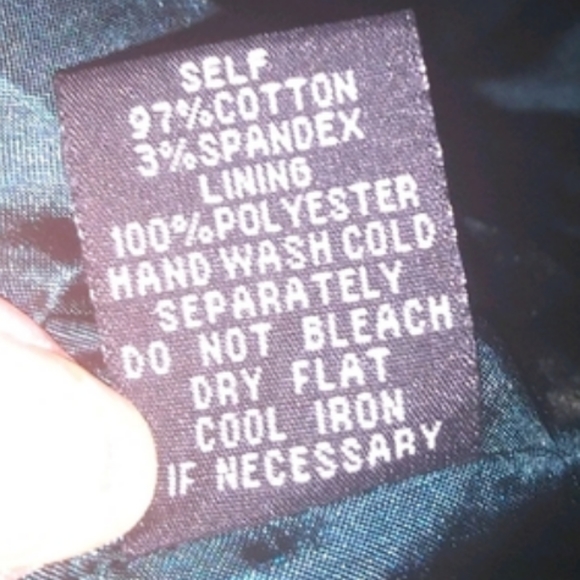 SELF
97%COTTON
3%SPANDEX
LINING
100%POLYESTER
HAND WASH COLD
SEPARATELY
DO NOT BLEACH
DRY FLAT
COOL IRON
IF NECESSARY